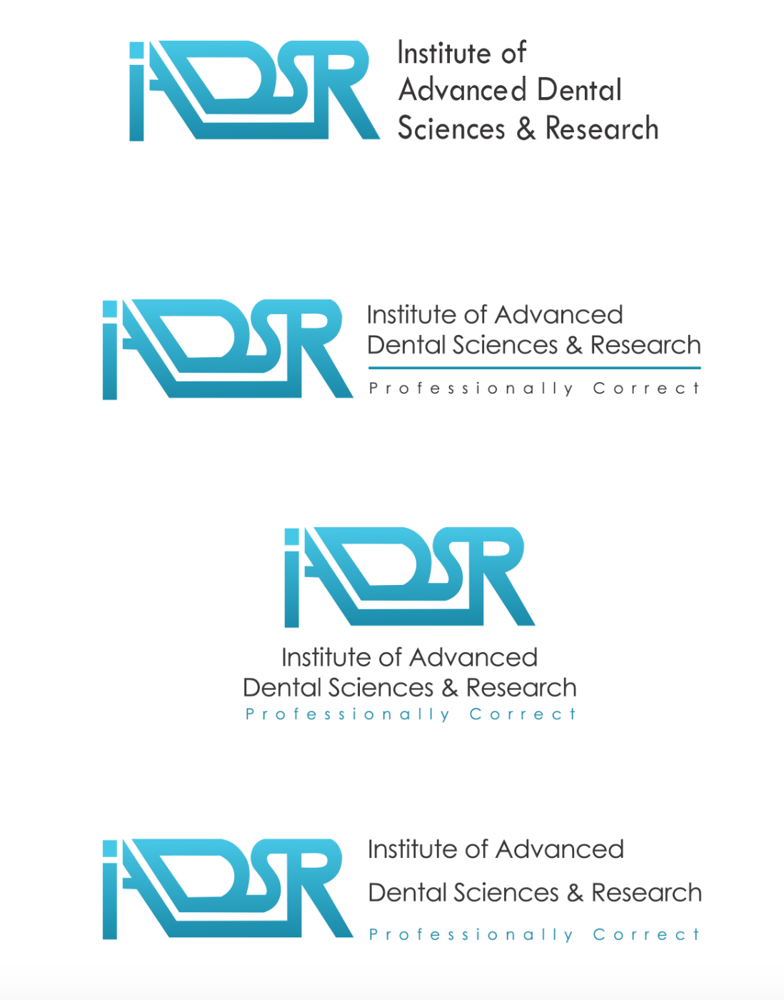 iADSR
Institute of
Advanced Dental
Sciences & Research
iADSR
Institute of Advanced
Dental Sciences & Research
Professionally Correct
iADSR
Institute of Advanced
Dental Sciences & Research
Professionally Correct
iADSR
Institute of Advanced
Dental Sciences & Research
Professionally Correct